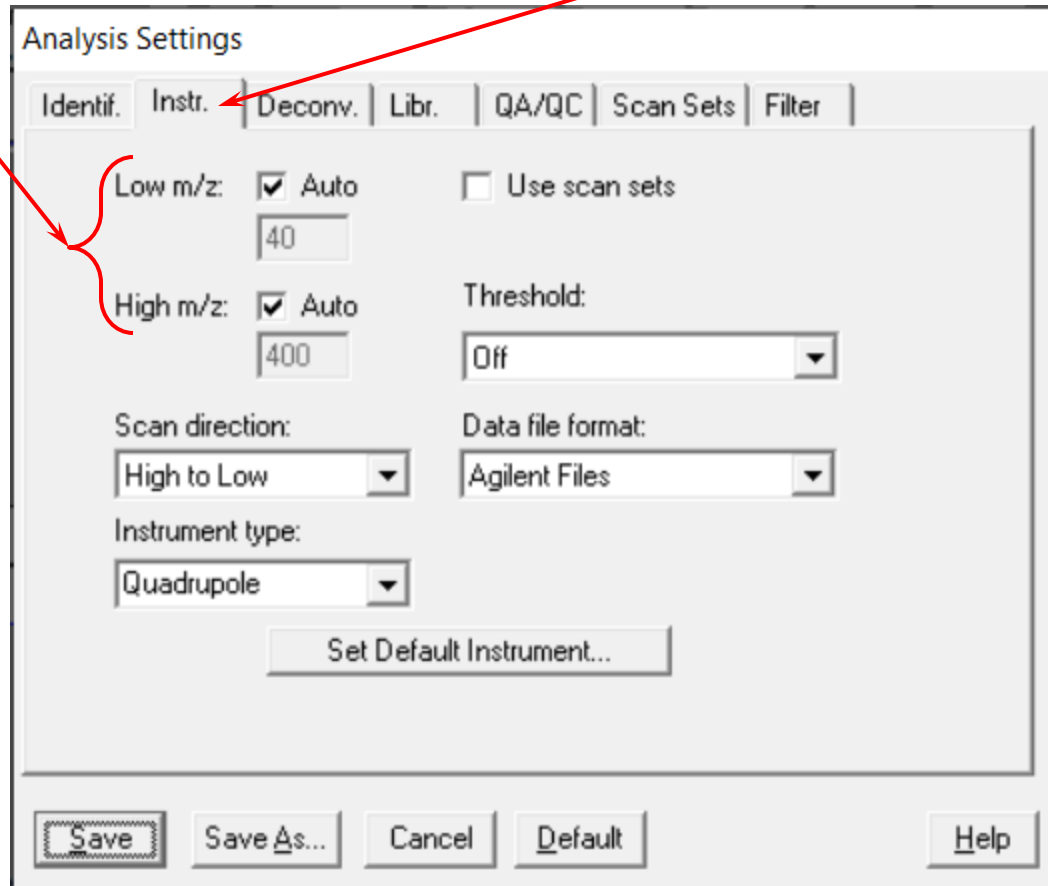 Analysis Settings
Identif. Instr. Deconv. Libr. QA/QC Scan Sets Filter
Low m/z: Auto Use scan sets
40
High m/z: Auto Threshold:
400 Off
Scan direction: Data file format:
High to Low Agilent Files
Instrument type:
Quadrupole
Set Default Instrument...
Save Save As... Cancel Default Help